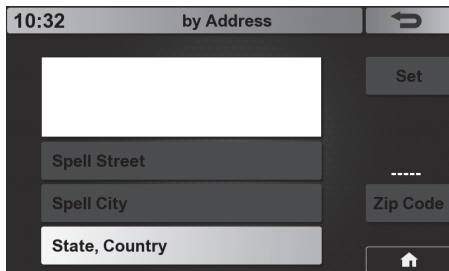 10:32 by Address
Set
Spell Street
-----
Spell City
Zip Code
State, Country